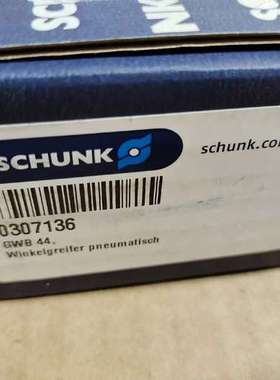 SCHUNK
schunk.com
0307136
GWB 44,
Winkelgreifer pneumatisch